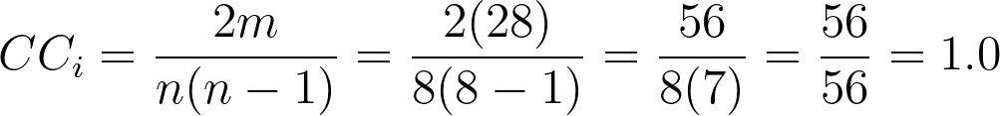 $CC_i = \frac{2m}{n(n-1)} = \frac{2(28)}{8(8-1)} = \frac{56}{8(7)} = \frac{56}{56} = 1.0$